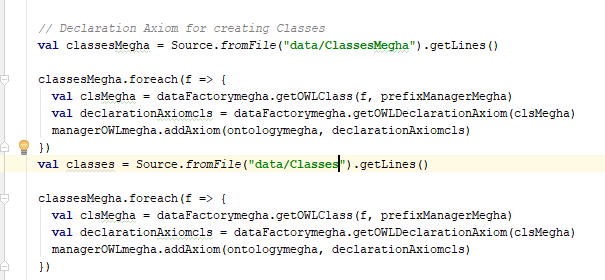 // Declaration Axiom for creating Classes
val classesMegha = Source.fromFile("data/ClassesMegha").getLines()
classesMegha.foreach(f => {
val clsMegha = dataFactorymegha.getOWLClass(f, prefixManagerMegha)
val declarationAxiomcls = dataFactorymegha.getOWLDeclarationAxiom(clsMegha)
managerOWLmegha.addAxiom(ontologymegha, declarationAxiomcls)
})
val classes = Source.fromFile("data/Classes").getLines()
classesMegha.foreach(f => {
val clsMegha = dataFactorymegha.getOWLClass(f, prefixManagerMegha)
val declarationAxiomcls = dataFactorymegha.getOWLDeclarationAxiom(clsMegha)
managerOWLmegha.addAxiom(ontologymegha, declarationAxiomcls)
})